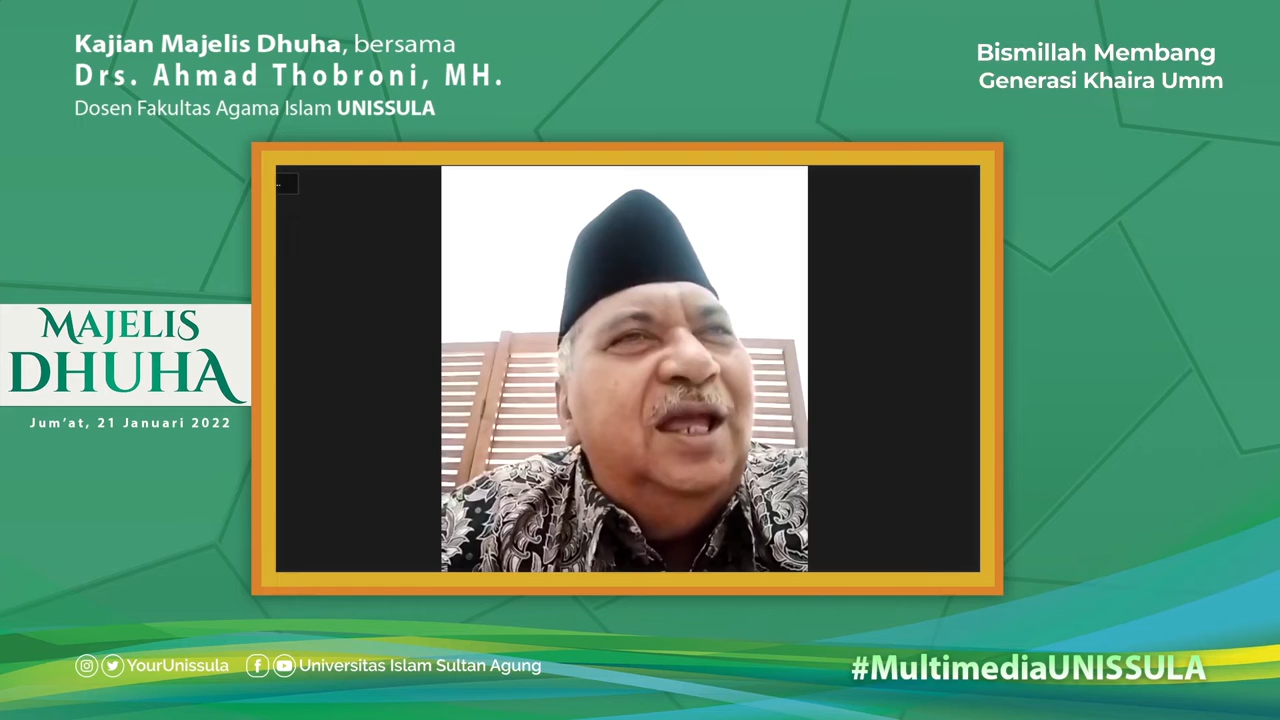 Kajian Majelis Dhuha, bersama
Drs. Ahmad Thobroni, MH.
Dosen Fakultas Agama Islam UNISSULA
Bismillah Membang
Generasi Khaira Umm
MAJELIS
DHUHA
Jum'at, 21 Januari 2022
YourUnissula
Universitas Islam Sultan Agung
#MultimediaUNISSULA